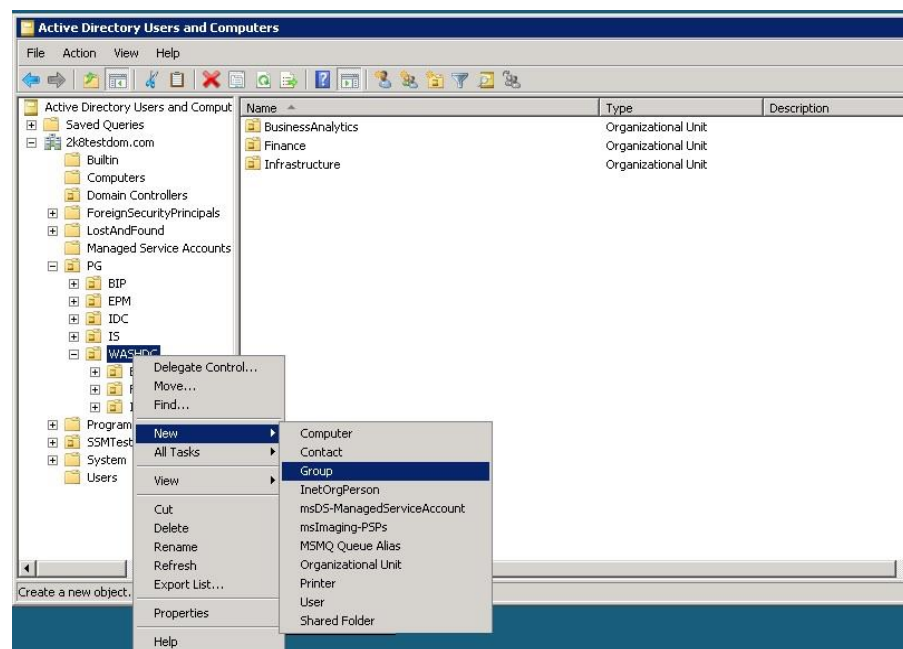 Active Directory Users and Computers
File Action View Help
Active Directory Users and Comput
Saved Queries
2k8testdom.com
Builtin
Computers
Domain Controllers
ForeignSecurityPrincipals
LostAndFound
Managed Service Accounts
PG
BIP
EPM
IDC
IS
WASHDC
Program
SSMTest
System
Users
Name Type Description
BusinessAnalytics Organizational Unit
Finance Organizational Unit
Infrastructure Organizational Unit
Delegate Control...
Move...
Find...
New
All Tasks
View
Cut
Delete
Rename
Refresh
Export List...
Properties
Help
Computer
Contact
Group
InetOrgPerson
msDS-ManagedServiceAccount
msImaging-PSPs
MSMQ Queue Alias
Organizational Unit
Printer
User
Shared Folder
Create a new object.